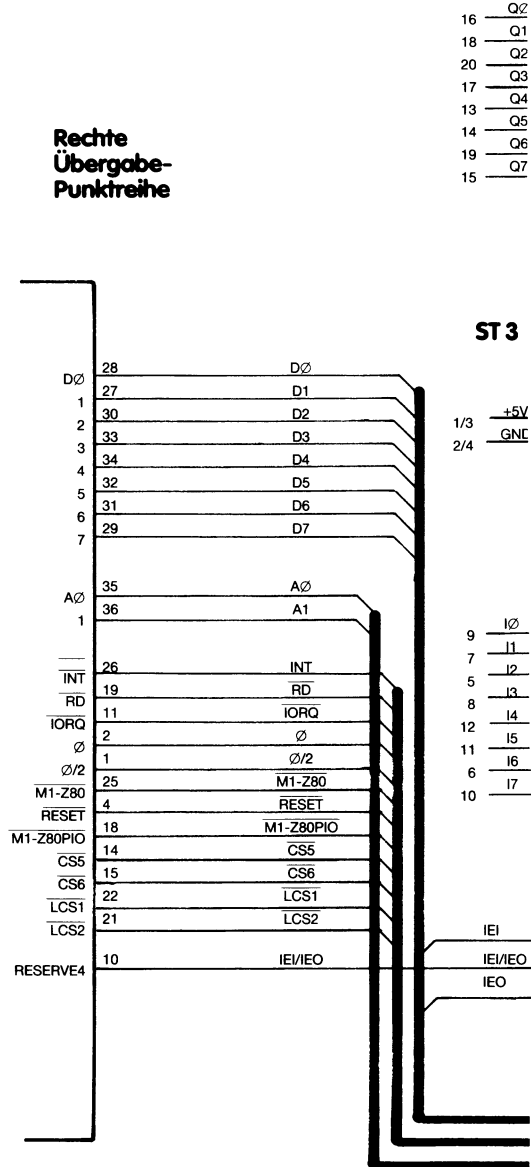 16 QØ
18 Q1
20 Q2
17 Q3
13 Q4
14 Q5
19 Q6
15 Q7
Rechte
Übergabe-
Punktreihe
ST 3
1/3 +5V
2/4 GND
DØ 28 DØ
1 27 D1
2 30 D2
3 33 D3
4 34 D4
5 32 D5
6 31 D6
7 29 D7
AØ 35 AØ
1 36 A1
9 IØ
7 I1
5 I2
8 I3
12 I4
11 I5
6 I6
10 I7
INT 26 INT
RD 19 RD
IORQ 11 IORQ
Ø 2 Ø
Ø/2 1 Ø/2
M1-Z80 25 M1-Z80
RESET 4 RESET
M1-Z80PIO 18 M1-Z80PIO
CS5 14 CS5
CS6 15 CS6
LCS1 22 LCS1
LCS2 21 LCS2
RESERVE4 10 IEI/IEO
IEI
IEI/IEO
IEO